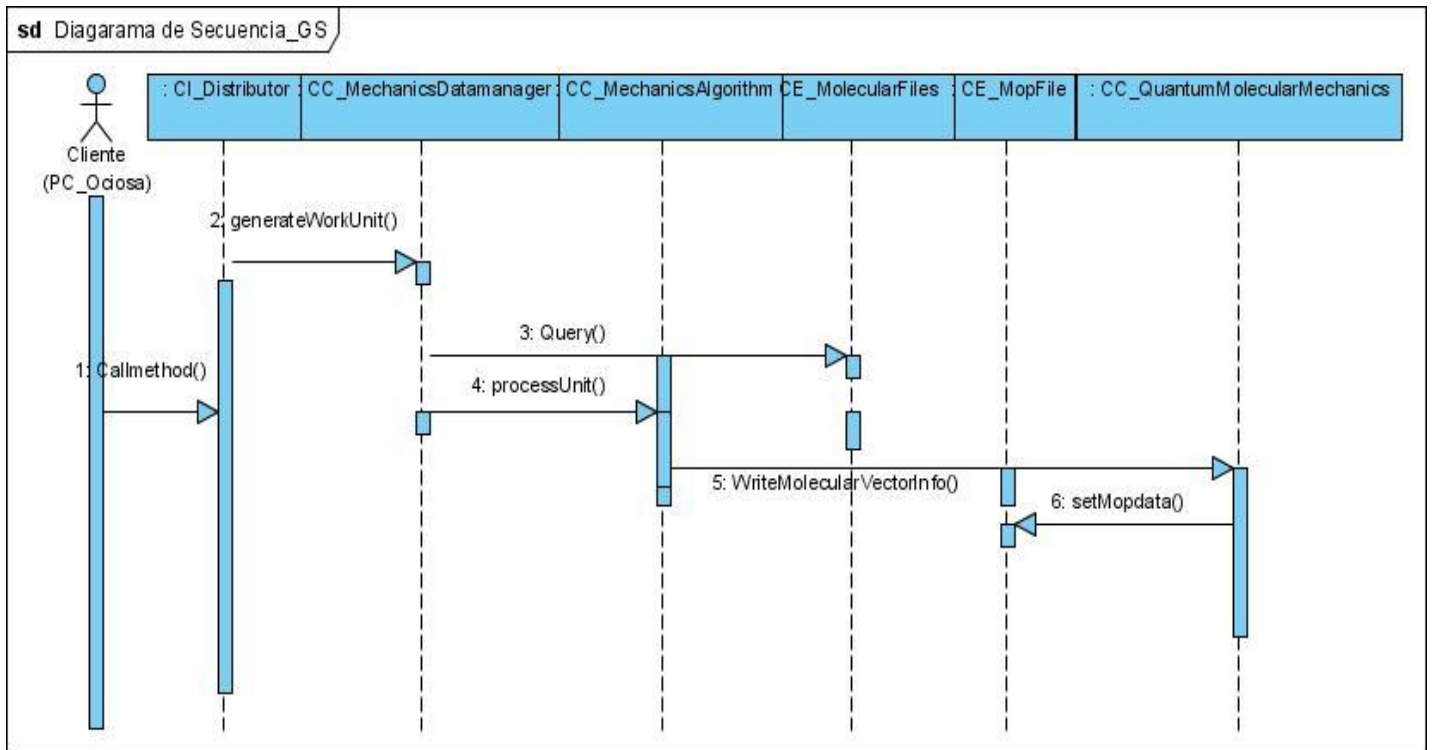 sd Diagarama de Secuencia_GS
: CI_Distributor
: CC_MechanicsDatamanager
: CC_MechanicsAlgorithm
CE_MolecularFiles
: CE_MopFile
: CC_QuantumMolecularMechanics
Cliente
(PC_Ociosa)
2: generateWorkUnit()
3: Query()
1: Callmethod()
4: processUnit()
5: WriteMolecularVectorInfo()
6: setMopdata()